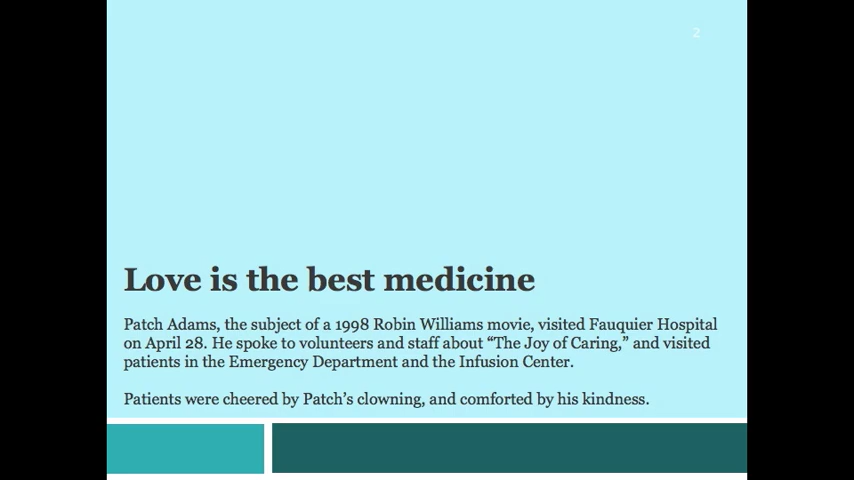 2
Love is the best medicine
Patch Adams, the subject of a 1998 Robin Williams movie, visited Fauquier Hospital
on April 28. He spoke to volunteers and staff about “The Joy of Caring,” and visited
patients in the Emergency Department and the Infusion Center.
Patients were cheered by Patch’s clowning, and comforted by his kindness.